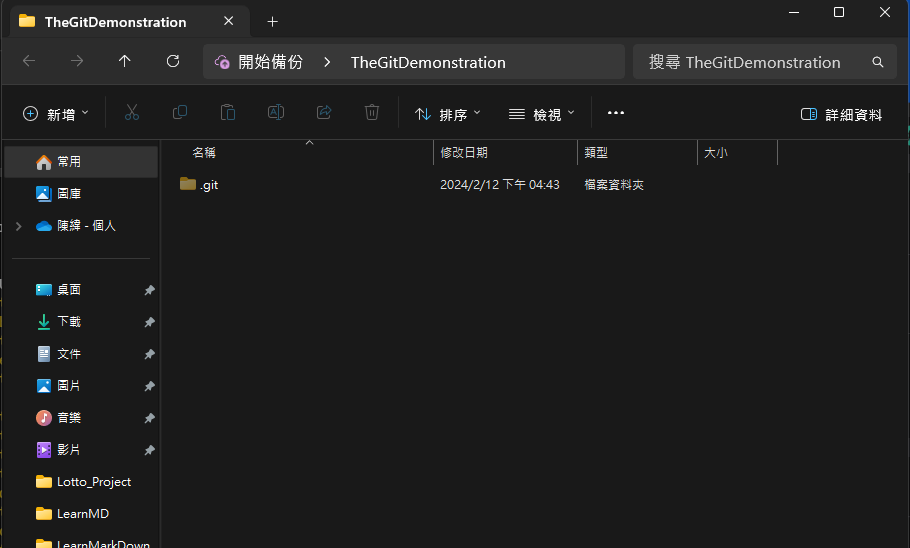 TheGitDemonstration
開始備份 TheGitDemonstration
搜尋 TheGitDemonstration
新增 排序 檢視 詳細資料
名稱 修改日期 類型 大小
.git 2024/2/12 下午 04:43 檔案資料夾
常用
圖庫
陳緯 - 個人
桌面
下載
文件
圖片
音樂
影片
Lotto_Project
LearnMD
LearnMarkDown